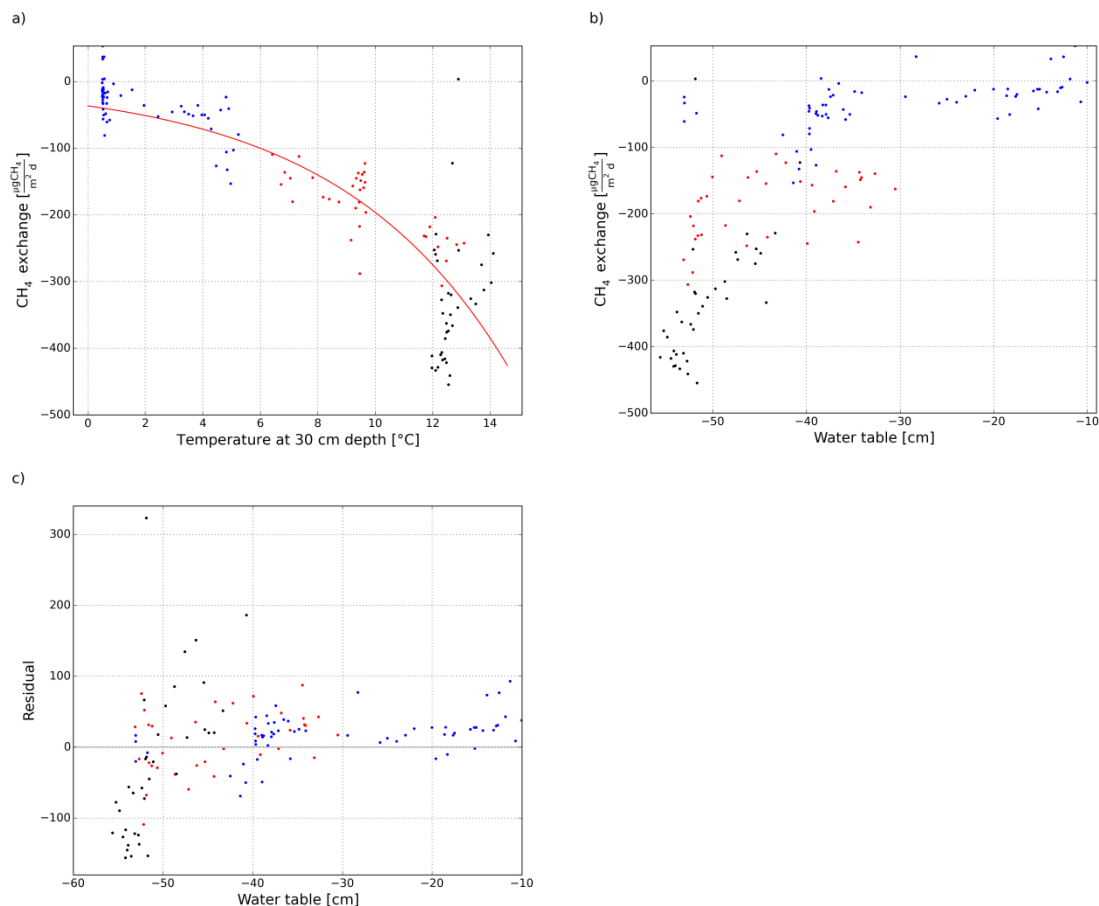 a)
0
−100
−200
−300
−400
−500
CH₄ exchange [µgCH₄ / m² d]
0 2 4 6 8 10 12 14
Temperature at 30 cm depth [°C]
b)
0
−100
−200
−300
−400
−500
CH₄ exchange [µgCH₄ / m² d]
−50 −40 −30 −20 −10
Water table [cm]
c)
300
200
100
0
−100
Residual
−60 −50 −40 −30 −20 −10
Water table [cm]